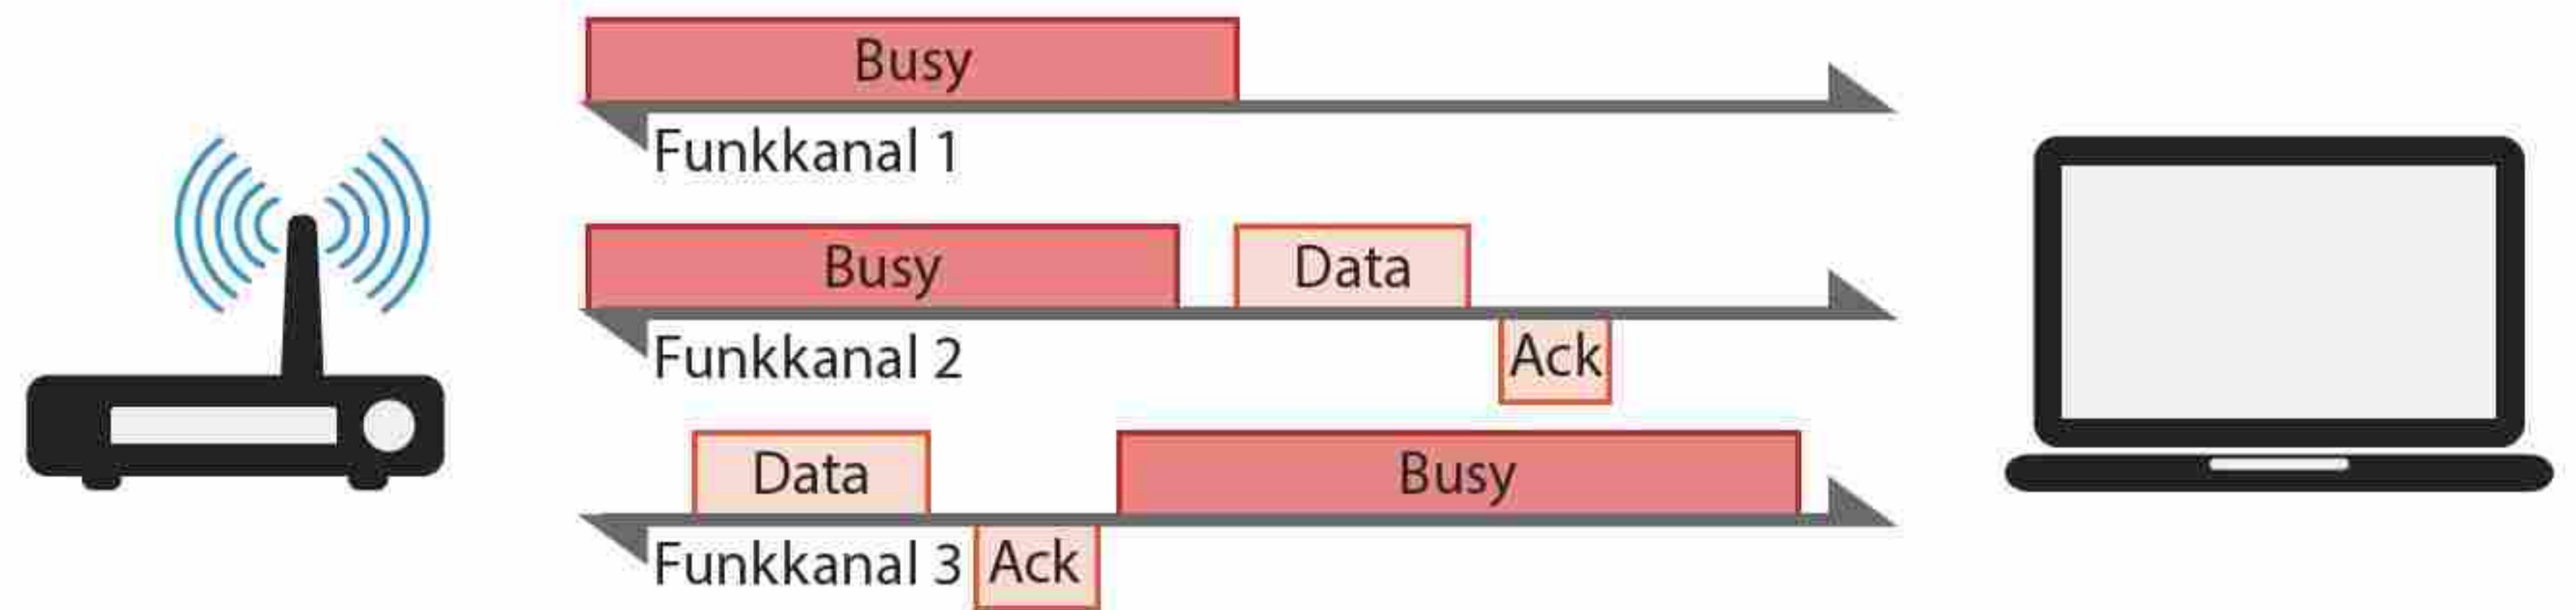 Busy
Funkkanal 1
Busy
Data
Funkkanal 2
Ack
Data
Busy
Funkkanal 3
Ack